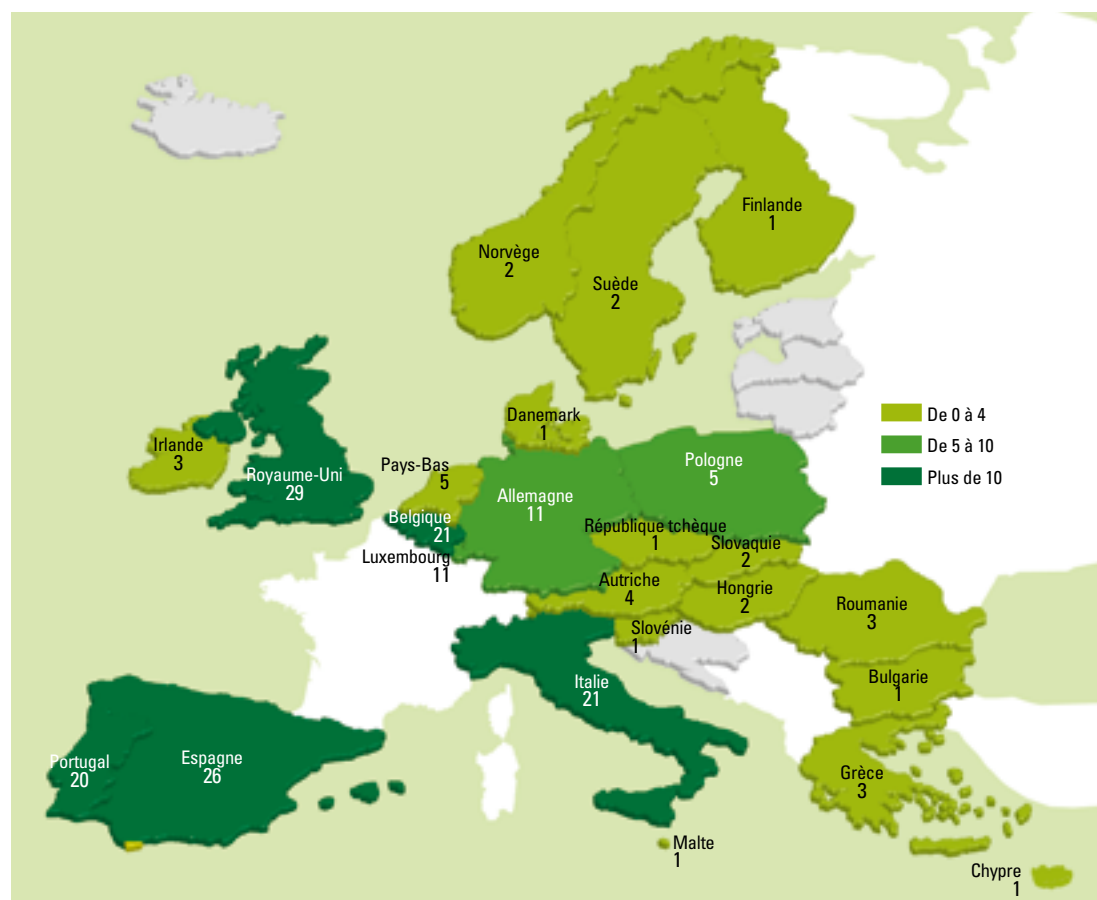 Finlande
1
Norvège
2
Suède
2
Danemark
1
De 0 à 4
De 5 à 10
Plus de 10
Irlande
3
Royaume-Uni
29
Pays-Bas
5
Pologne
5
Allemagne
11
Belgique
21
Luxembourg
11
République tchèque
1
Slovaquie
2
Autriche
4
Hongrie
2
Roumanie
3
Slovénie
1
Bulgarie
1
Italie
21
Portugal
20
Espagne
26
Grèce
3
Malte
1
Chypre
1